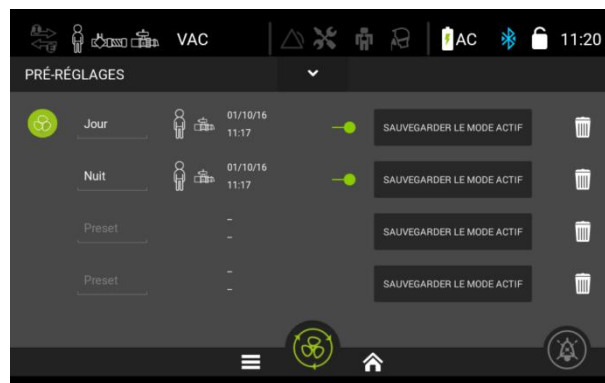 VAC
AC
11:20
PRÉ-RÉGLAGES
Jour
01/10/16
11:17
SAUVEGARDER LE MODE ACTIF
Nuit
01/10/16
11:17
SAUVEGARDER LE MODE ACTIF
Preset
–
–
SAUVEGARDER LE MODE ACTIF
Preset
–
–
SAUVEGARDER LE MODE ACTIF